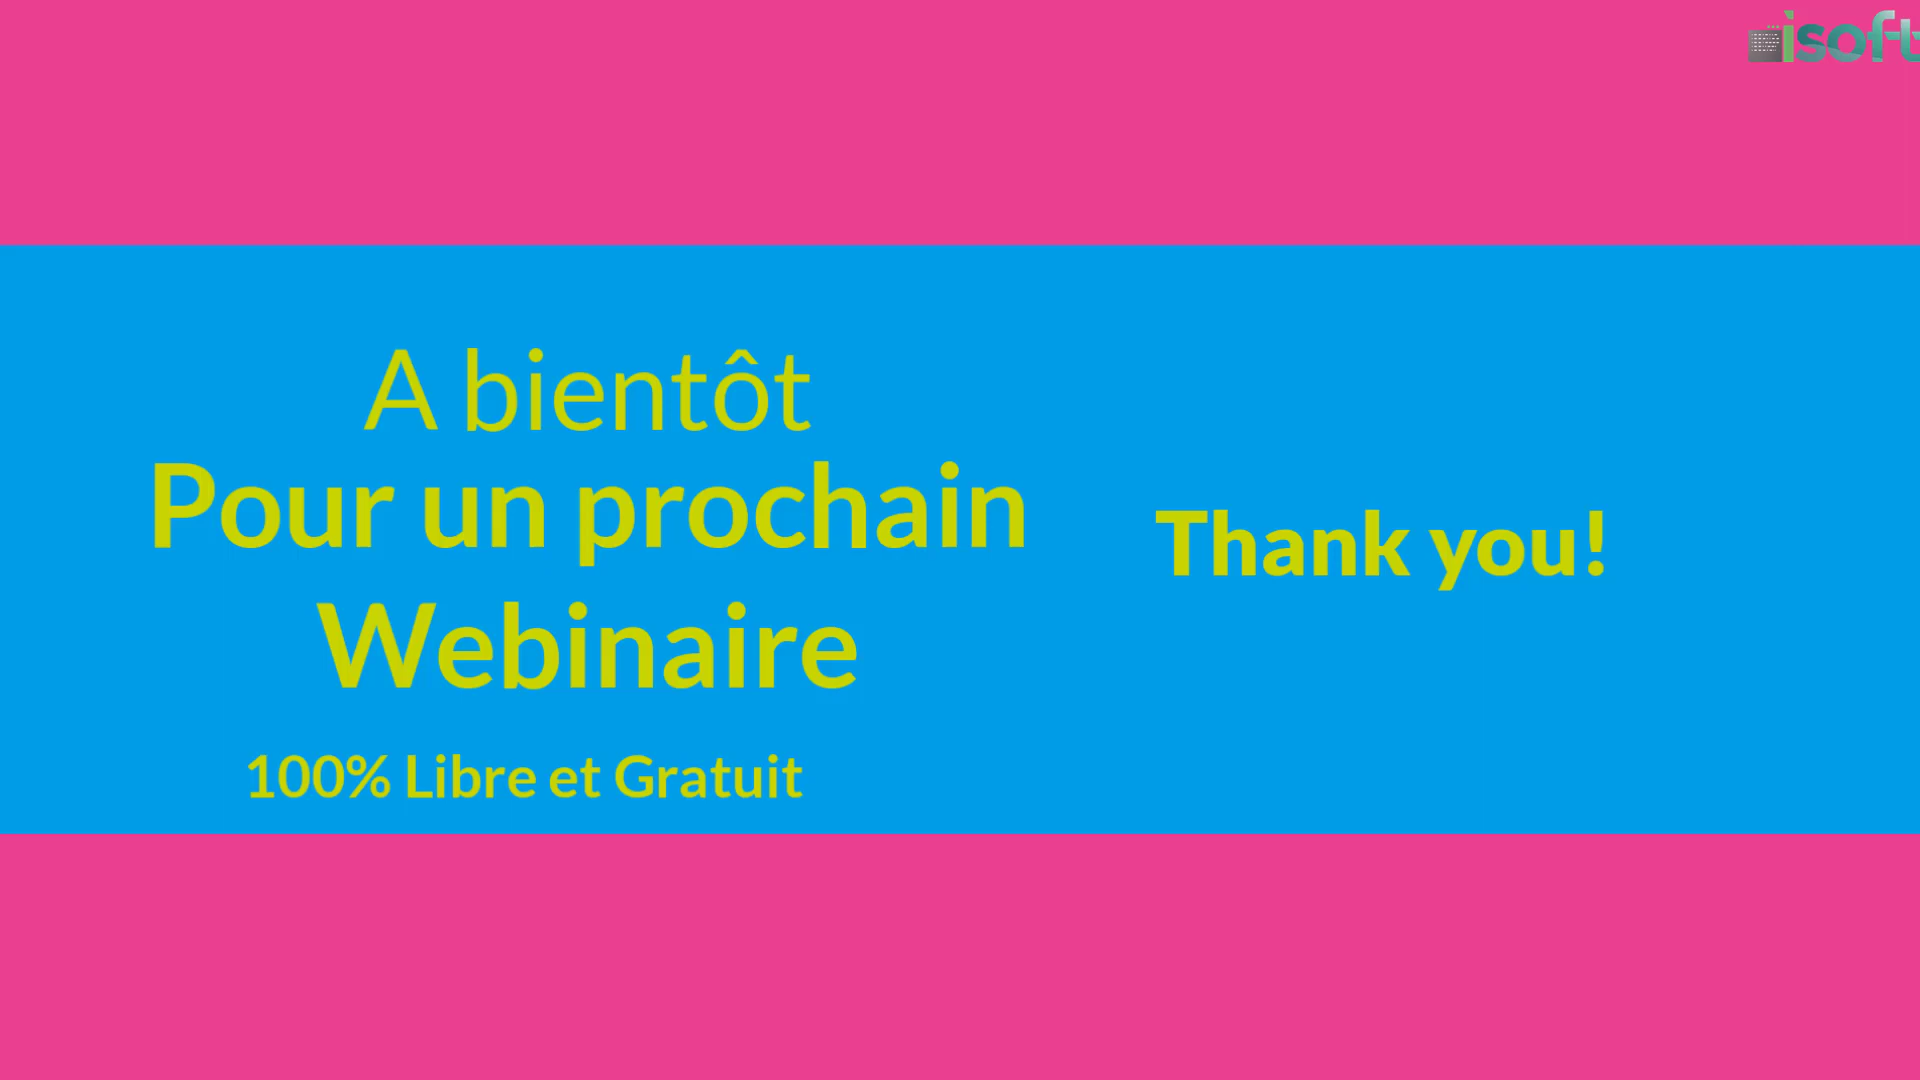 isoft
A bientôt
Pour un prochain
Webinaire
Thank you!
100% Libre et Gratuit